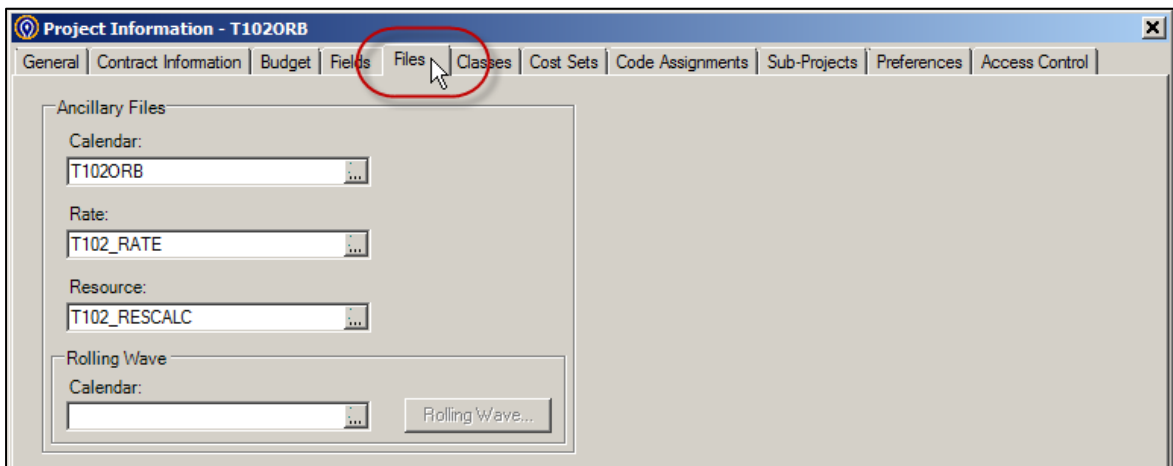 Project Information - T102ORB
General Contract Information Budget Fields Files Classes Cost Sets Code Assignments Sub-Projects Preferences Access Control
Ancillary Files
Calendar:
T102ORB ...
Rate:
T102_RATE ...
Resource:
T102_RESCALC ...
Rolling Wave
Calendar:
... Rolling Wave...